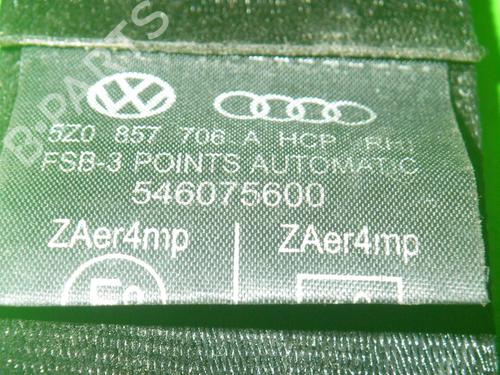 B-PARTS
5Z0 857 706 A HCP (RH)
FSB-3 POINTS AUTOMATIC
546075600
ZAer4mp ZAer4mp